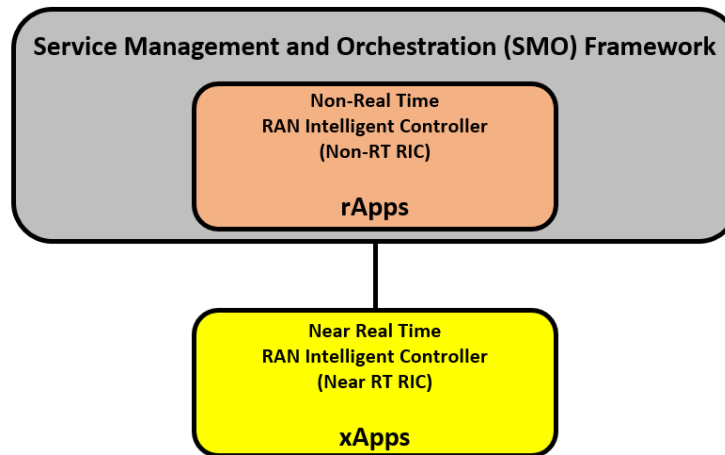 Service Management and Orchestration (SMO) Framework
Non-Real Time
RAN Intelligent Controller
(Non-RT RIC)
rApps
Near Real Time
RAN Intelligent Controller
(Near RT RIC)
xApps